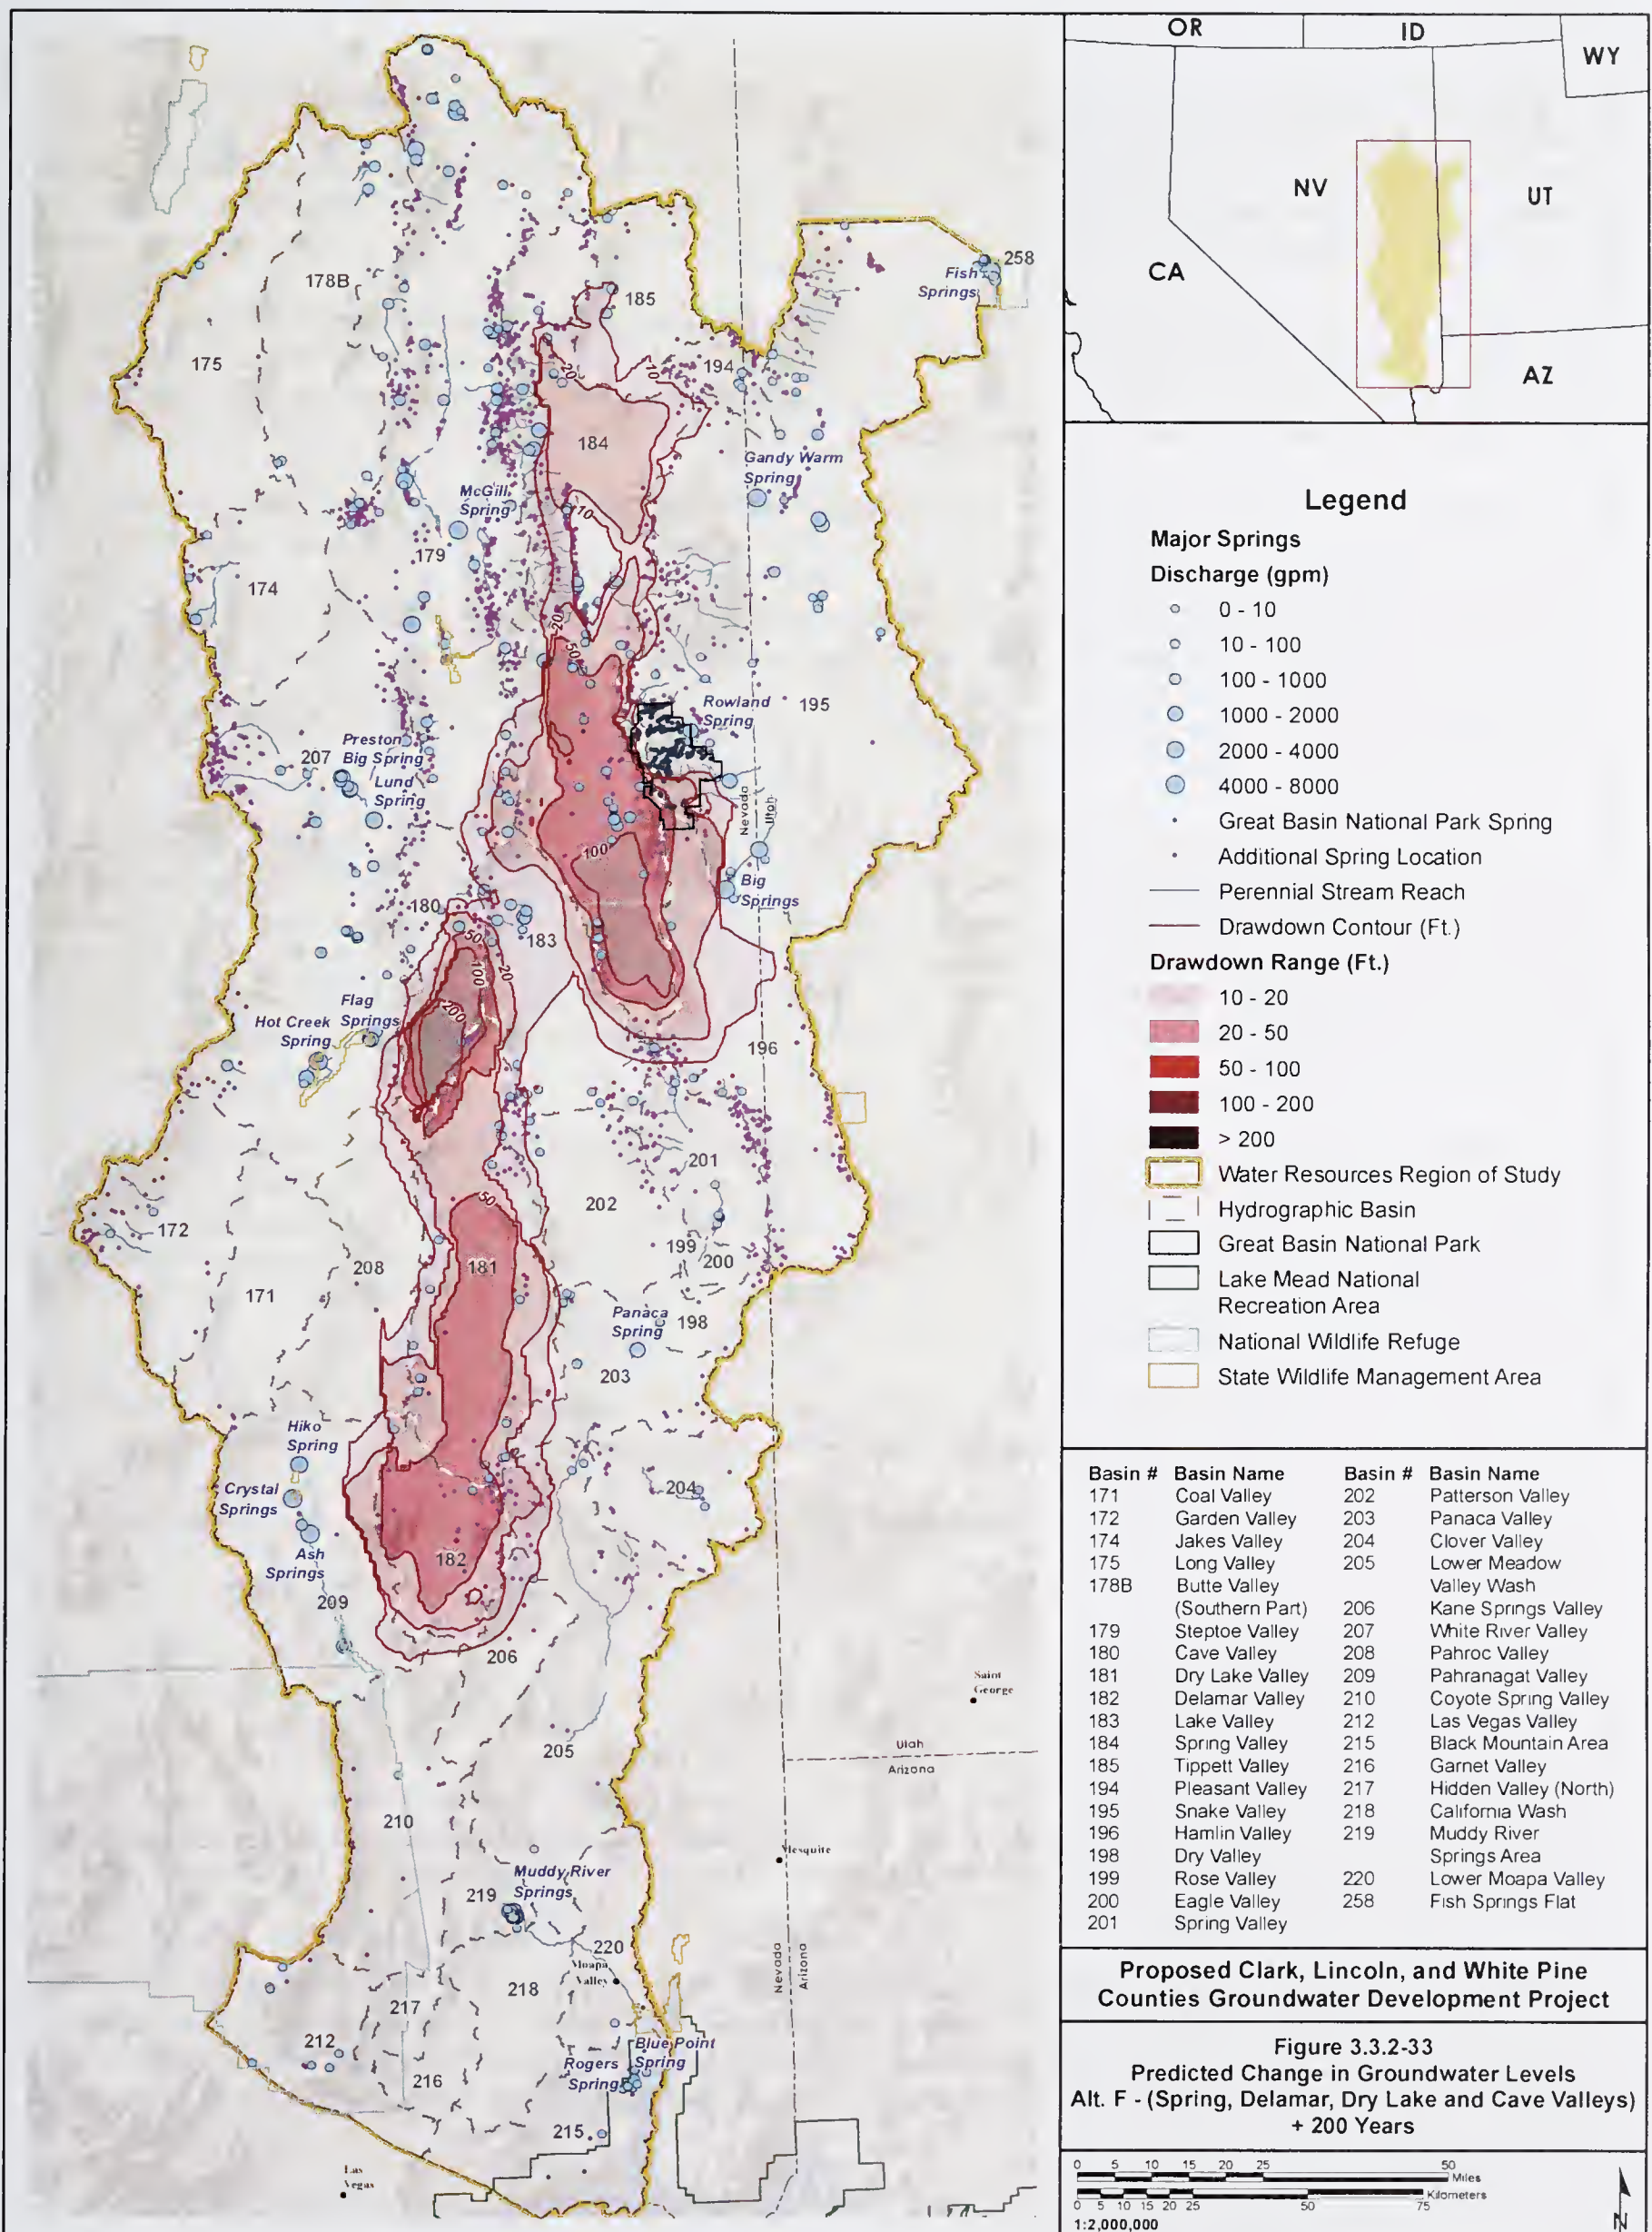 OR
ID
WY
NV
UT
CA
AZ
258
Fish
Springs
178B
185
175
194
20
10
184
Gandy Warm
Spring
McGill
Spring
10
179
174
20
50
Rowland
Spring
195
Preston
Big Spring
207
Lund
Spring
Nevada
Utah
100
Big
Springs
180
50
183
20
100
Flag
Springs
200
Hot Creek
Spring
196
201
50
202
172
199
200
208
181
171
Panaca
Spring
198
203
Hiko
Spring
Crystal
Springs
204
Ash
Springs
182
209
206
Saint
George
205
Utah
Arizona
210
Mesquite
Muddy River
Springs
219
220
Moapa
Valley
Nevada
Arizona
218
217
212
Blue Point
Spring
Rogers
Spring
216
215
Las
Vegas
Legend
Major Springs
Discharge (gpm)
0 - 10
10 - 100
100 - 1000
1000 - 2000
2000 - 4000
4000 - 8000
Great Basin National Park Spring
Additional Spring Location
Perennial Stream Reach
Drawdown Contour (Ft.)
Drawdown Range (Ft.)
10 - 20
20 - 50
50 - 100
100 - 200
> 200
Water Resources Region of Study
Hydrographic Basin
Great Basin National Park
Lake Mead National
Recreation Area
National Wildlife Refuge
State Wildlife Management Area
Basin # Basin Name Basin # Basin Name
171 Coal Valley 202 Patterson Valley
172 Garden Valley 203 Panaca Valley
174 Jakes Valley 204 Clover Valley
175 Long Valley 205 Lower Meadow
178B Butte Valley Valley Wash
(Southern Part) 206 Kane Springs Valley
179 Steptoe Valley 207 White River Valley
180 Cave Valley 208 Pahroc Valley
181 Dry Lake Valley 209 Pahranagat Valley
182 Delamar Valley 210 Coyote Spring Valley
183 Lake Valley 212 Las Vegas Valley
184 Spring Valley 215 Black Mountain Area
185 Tippett Valley 216 Garnet Valley
194 Pleasant Valley 217 Hidden Valley (North)
195 Snake Valley 218 California Wash
196 Hamlin Valley 219 Muddy River
198 Dry Valley Springs Area
199 Rose Valley 220 Lower Moapa Valley
200 Eagle Valley 258 Fish Springs Flat
201 Spring Valley
Proposed Clark, Lincoln, and White Pine
Counties Groundwater Development Project
Figure 3.3.2-33
Predicted Change in Groundwater Levels
Alt. F - (Spring, Delamar, Dry Lake and Cave Valleys)
+ 200 Years
0 5 10 15 20 25 50
Miles
Kilometers
0 5 10 15 20 25 50 75
1:2,000,000
N